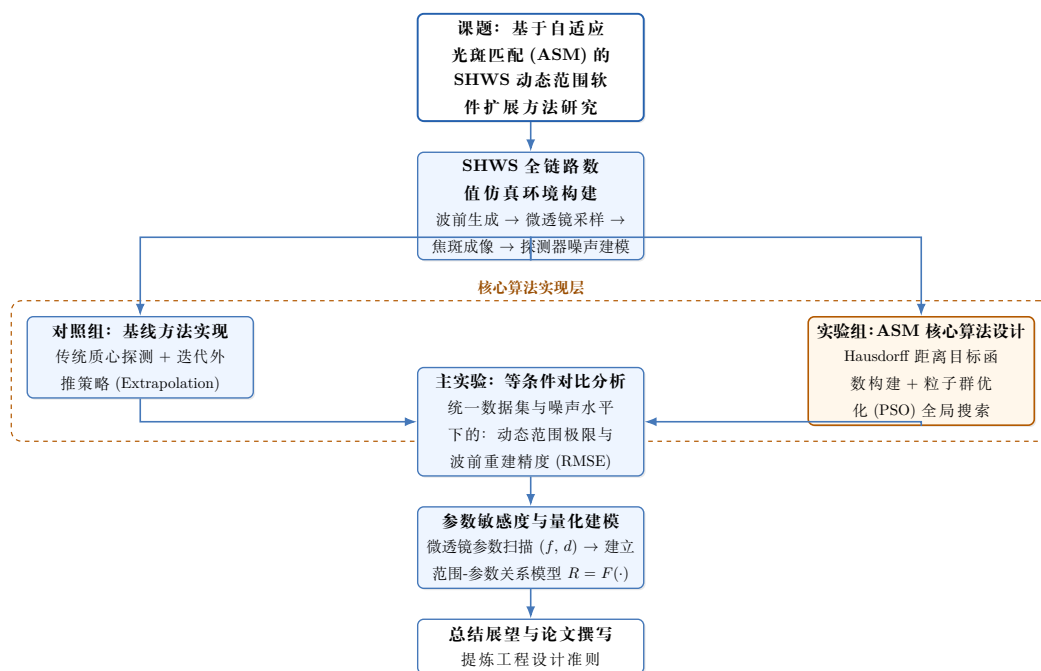 课题：基于自适应
光斑匹配 (ASM) 的
SHWS 动态范围软
件扩展方法研究
SHWS 全链路数
值仿真环境构建
波前生成 → 微透镜采样 →
焦斑成像 → 探测器噪声建模
核心算法实现层
对照组：基线方法实现
传统质心探测 + 迭代外
推策略 (Extrapolation)
实验组：ASM 核心算法设计
Hausdorff 距离目标函
数构建 + 粒子群优
化 (PSO) 全局搜索
主实验：等条件对比分析
统一数据集与噪声水平
下的：动态范围极限与
波前重建精度 (RMSE)
参数敏感度与量化建模
微透镜参数扫描 (f, d) → 建立
范围-参数关系模型 R = F(·)
总结展望与论文撰写
提炼工程设计准则